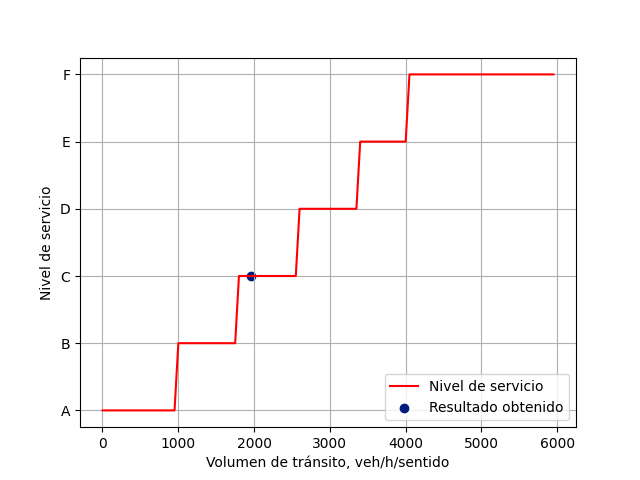 F
E
D
C
B
A
Nivel de servicio
Nivel de servicio
Resultado obtenido
0 1000 2000 3000 4000 5000 6000
Volumen de tránsito, veh/h/sentido